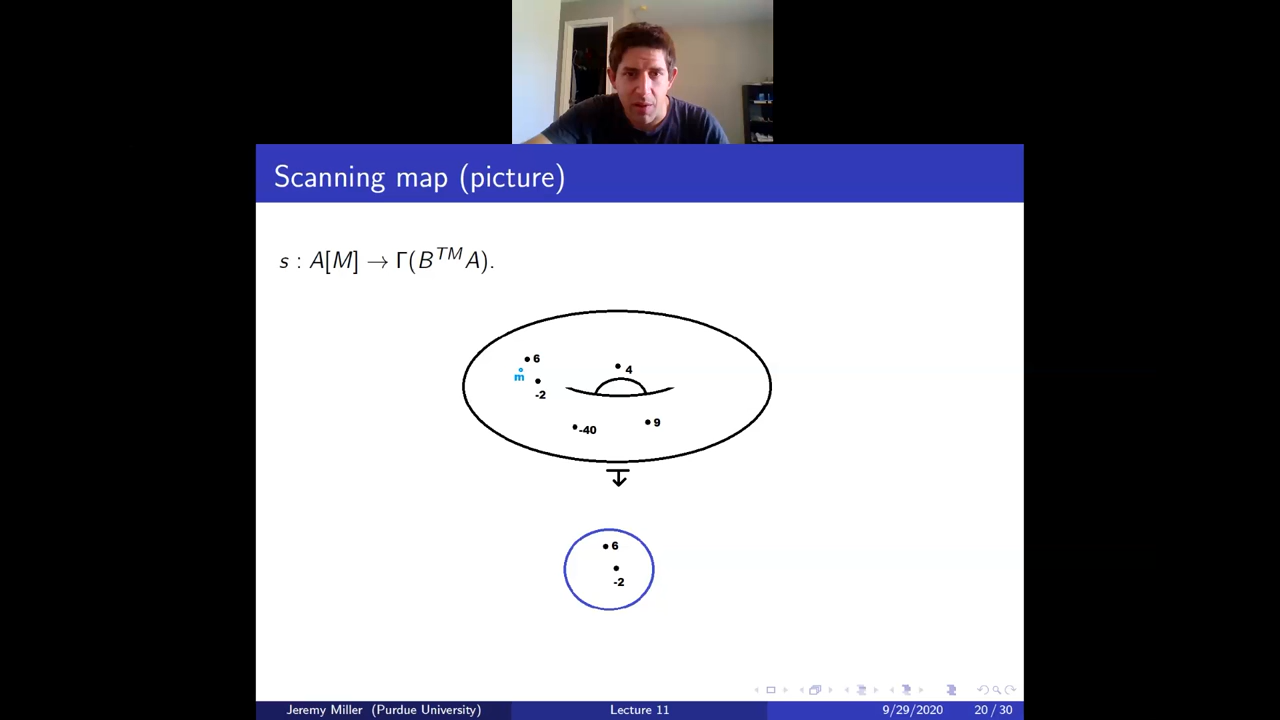 Scanning map (picture)
s : A[M] → Γ(B^{TM}A).
6
4
m
-2
9
-40
6
-2
Jeremy Miller (Purdue University) Lecture 11 9/29/2020 20 / 30